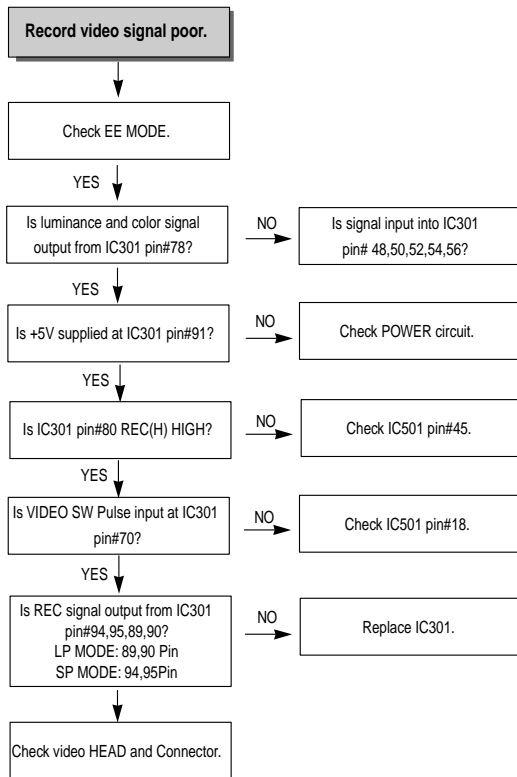 Record video signal poor.
Check EE MODE.
YES
Is luminance and color signal
output from IC301 pin#78?
NO
Is signal input into IC301
pin# 48,50,52,54,56?
YES
Is +5V supplied at IC301 pin#91?
NO
Check POWER circuit.
YES
Is IC301 pin#80 REC(H) HIGH?
NO
Check IC501 pin#45.
YES
Is VIDEO SW Pulse input at IC301
pin#70?
NO
Check IC501 pin#18.
YES
Is REC signal output from IC301
pin#94,95,89,90?
LP MODE: 89,90 Pin
SP MODE: 94,95Pin
NO
Replace IC301.
Check video HEAD and Connector.